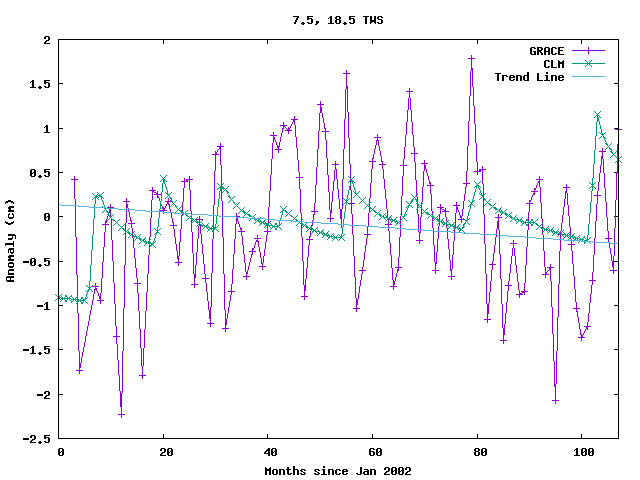 7.5, 18.5 TWS
GRACE
CLM
Trend Line
2
1.5
1
0.5
0
-0.5
-1
-1.5
-2
-2.5
Anomaly (cm)
0 20 40 60 80 100
Months since Jan 2002